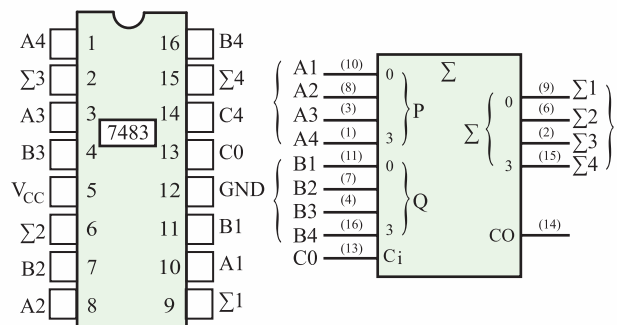 A4 1 16 B4
∑3 2 15 ∑4
A3 3 14 C4
7483
B3 4 13 C0
VCC 5 12 GND
∑2 6 11 B1
B2 7 10 A1
A2 8 9 ∑1
∑
A1 (10) 0
A2 (8)
A3 (3)
P
A4 (1) 3
B1 (11) 0
B2 (7)
Q
B3 (4)
B4 (16) 3
C0 (13) Ci
∑
0 (9) ∑1
(6) ∑2
(2) ∑3
3 (15) ∑4
CO (14)